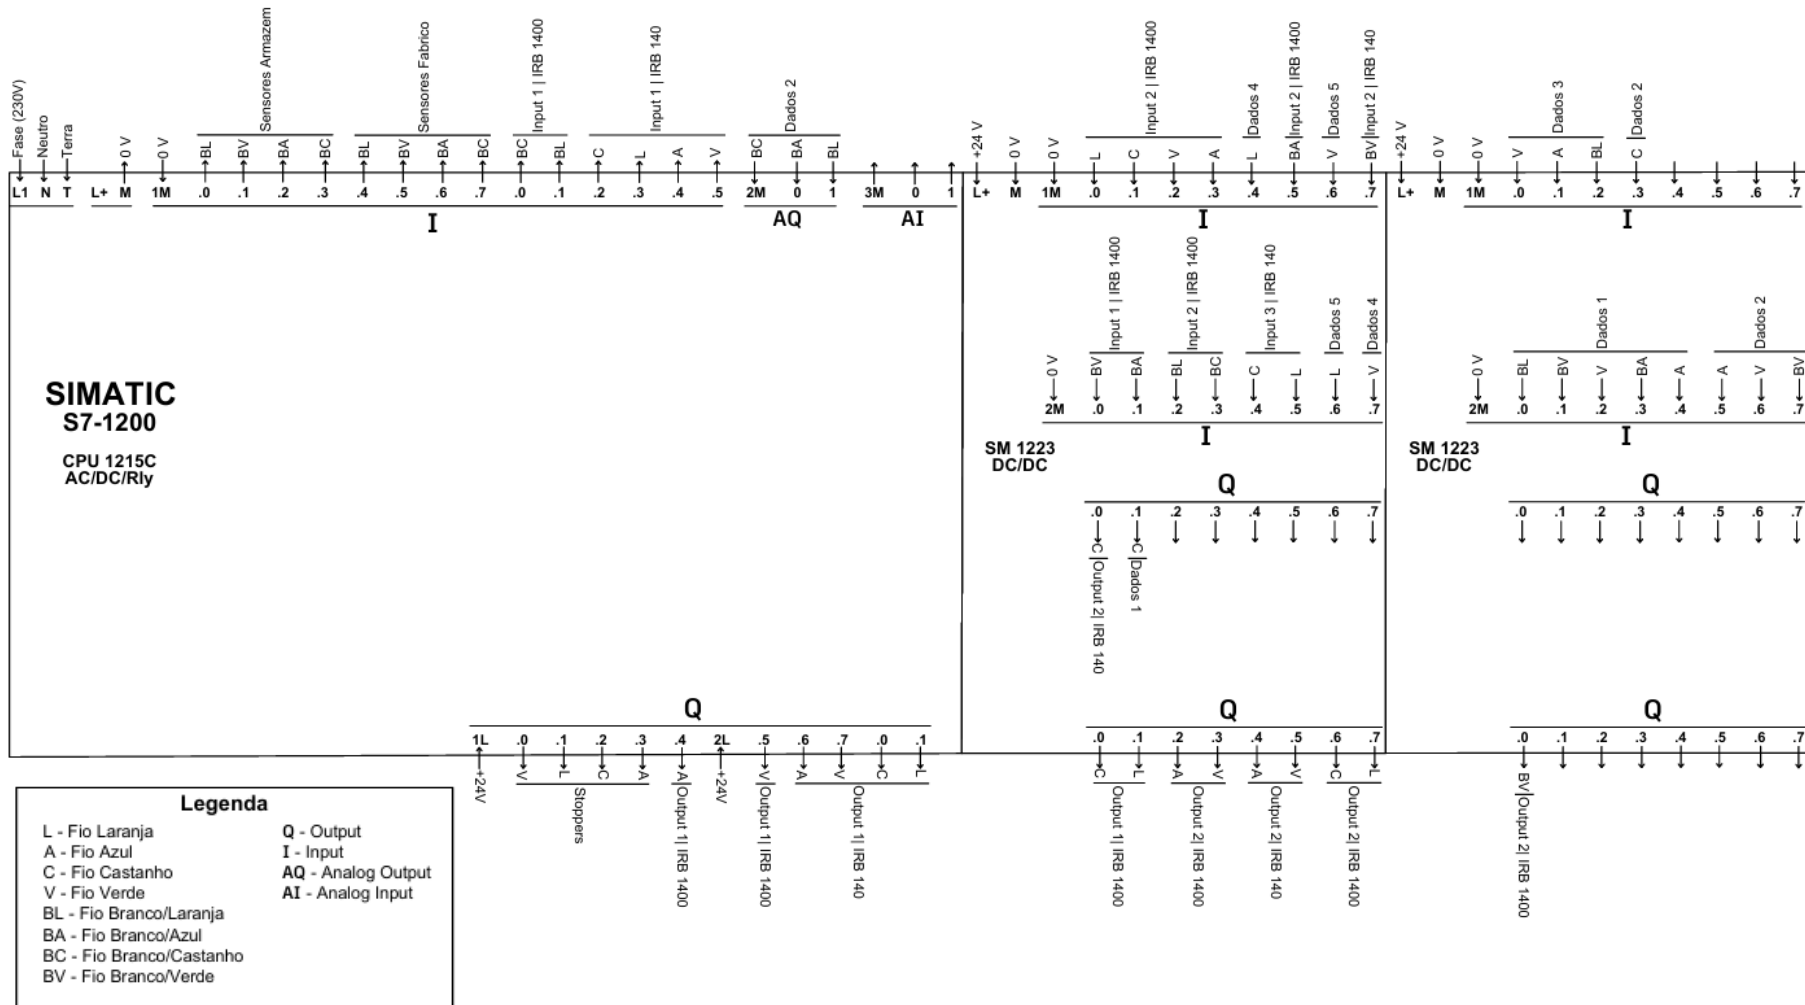 Fase (230V)
Neutro
Terra
0 V
0 V
Sensores Armazem
BL BV BA BC
Sensores Fabrico
BL BV BA BC
Input 1 | IRB 1400
BC BL
Input 1 | IRB 140
C L A V
Dados 2
BC BA BL
L1 N T L+ M 1M .0 .1 .2 .3 .4 .5 .6 .7 .0 .1 .2 .3 .4 .5 2M 0 1 3M 0 1
I
AQ
AI
SIMATIC
S7-1200
CPU 1215C
AC/DC/Rly
Q
1L .0 .1 .2 .3 .4 2L .5 .6 .7 .0 .1
+24V
V L C A
Stoppers
A
Output 1| IRB 1400
+24V
V
Output 1| IRB 1400
A V C L
Output 1| IRB 140
+24 V
0 V
0 V
Input 2 | IRB 1400
L C V A
Dados 4
L
Input 2 | IRB 1400
BA
Dados 5
V
Input 2 | IRB 140
BV
L+ M 1M .0 .1 .2 .3 .4 .5 .6 .7
I
0 V
Input 1 | IRB 1400
BV BA
Input 2 | IRB 1400
BL BC
Input 3 | IRB 140
C L
Dados 5
L
Dados 4
V
2M .0 .1 .2 .3 .4 .5 .6 .7
I
SM 1223
DC/DC
Q
.0 .1 .2 .3 .4 .5 .6 .7
C |Output 2| IRB 140
C |Dados 1
Q
.0 .1 .2 .3 .4 .5 .6 .7
C L
Output 1| IRB 1400
A V
Output 2| IRB 1400
A V
Output 2| IRB 140
C L
Output 2| IRB 1400
+24 V
0 V
0 V
Dados 3
V A BL
Dados 2
C
L+ M 1M .0 .1 .2 .3 .4 .5 .6 .7
I
0 V
Dados 1
BL BV V BA A
Dados 2
A V BV
2M .0 .1 .2 .3 .4 .5 .6 .7
I
SM 1223
DC/DC
Q
.0 .1 .2 .3 .4 .5 .6 .7
Q
.0 .1 .2 .3 .4 .5 .6 .7
BV|Output 2| IRB 1400
Legenda
L - Fio Laranja
A - Fio Azul
C - Fio Castanho
V - Fio Verde
BL - Fio Branco/Laranja
BA - Fio Branco/Azul
BC - Fio Branco/Castanho
BV - Fio Branco/Verde
Q - Output
I - Input
AQ - Analog Output
AI - Analog Input